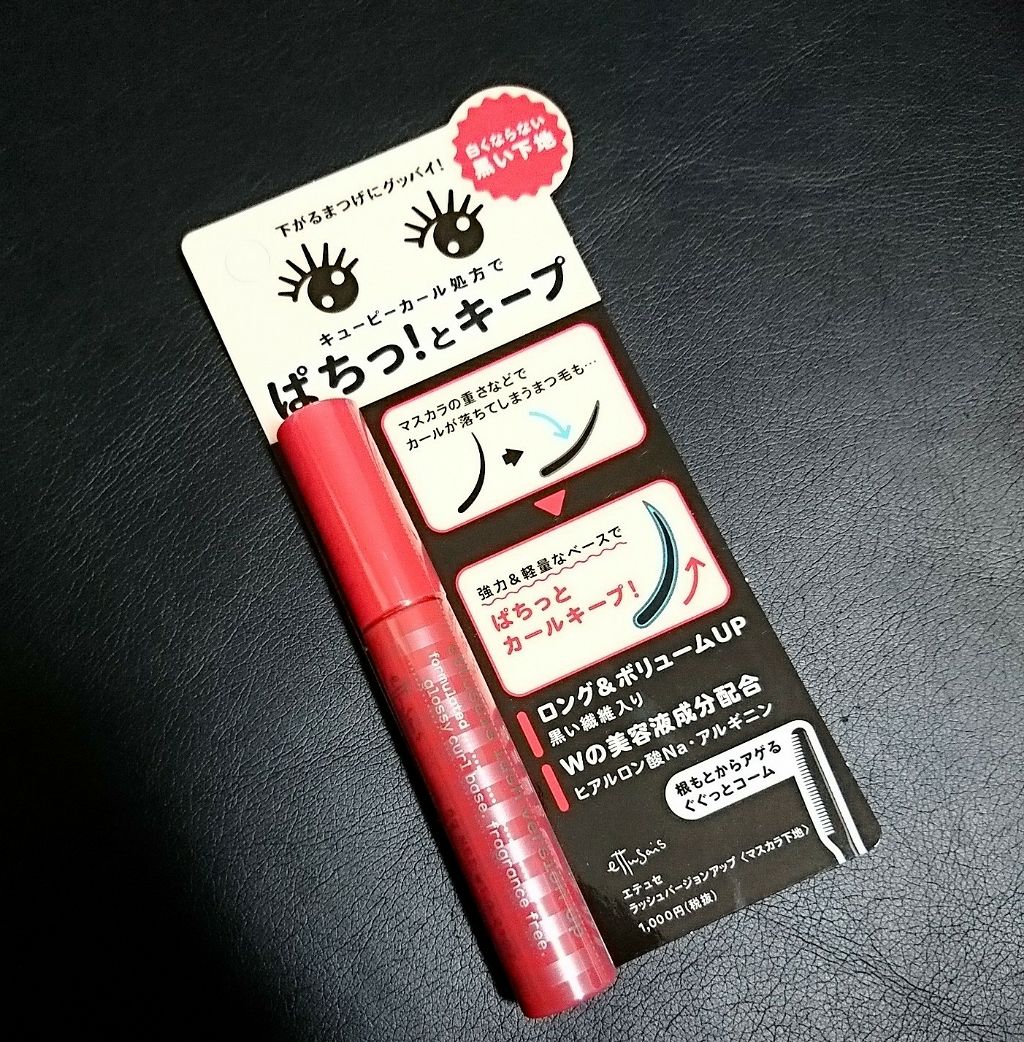 白くならない
黒い下地
下がるまつげにグッバイ!
キューピーカール処方で
ぱちっ!とキープ
マスカラの重さなどで
カールが落ちてしまうまつ毛も…
強力&軽量なベースで
ぱちっと
カールキープ!
ロング&ボリュームUP
黒い繊維入り
Wの美容液成分配合
ヒアルロン酸Na・アルギニン
根もとからアゲる
ぐぐっとコーム
ettusais
エテュセ
ラッシュバージョンアップ〈マスカラ下地〉
1,000円(税抜)
formulated
glossy curl base. fragrance free.